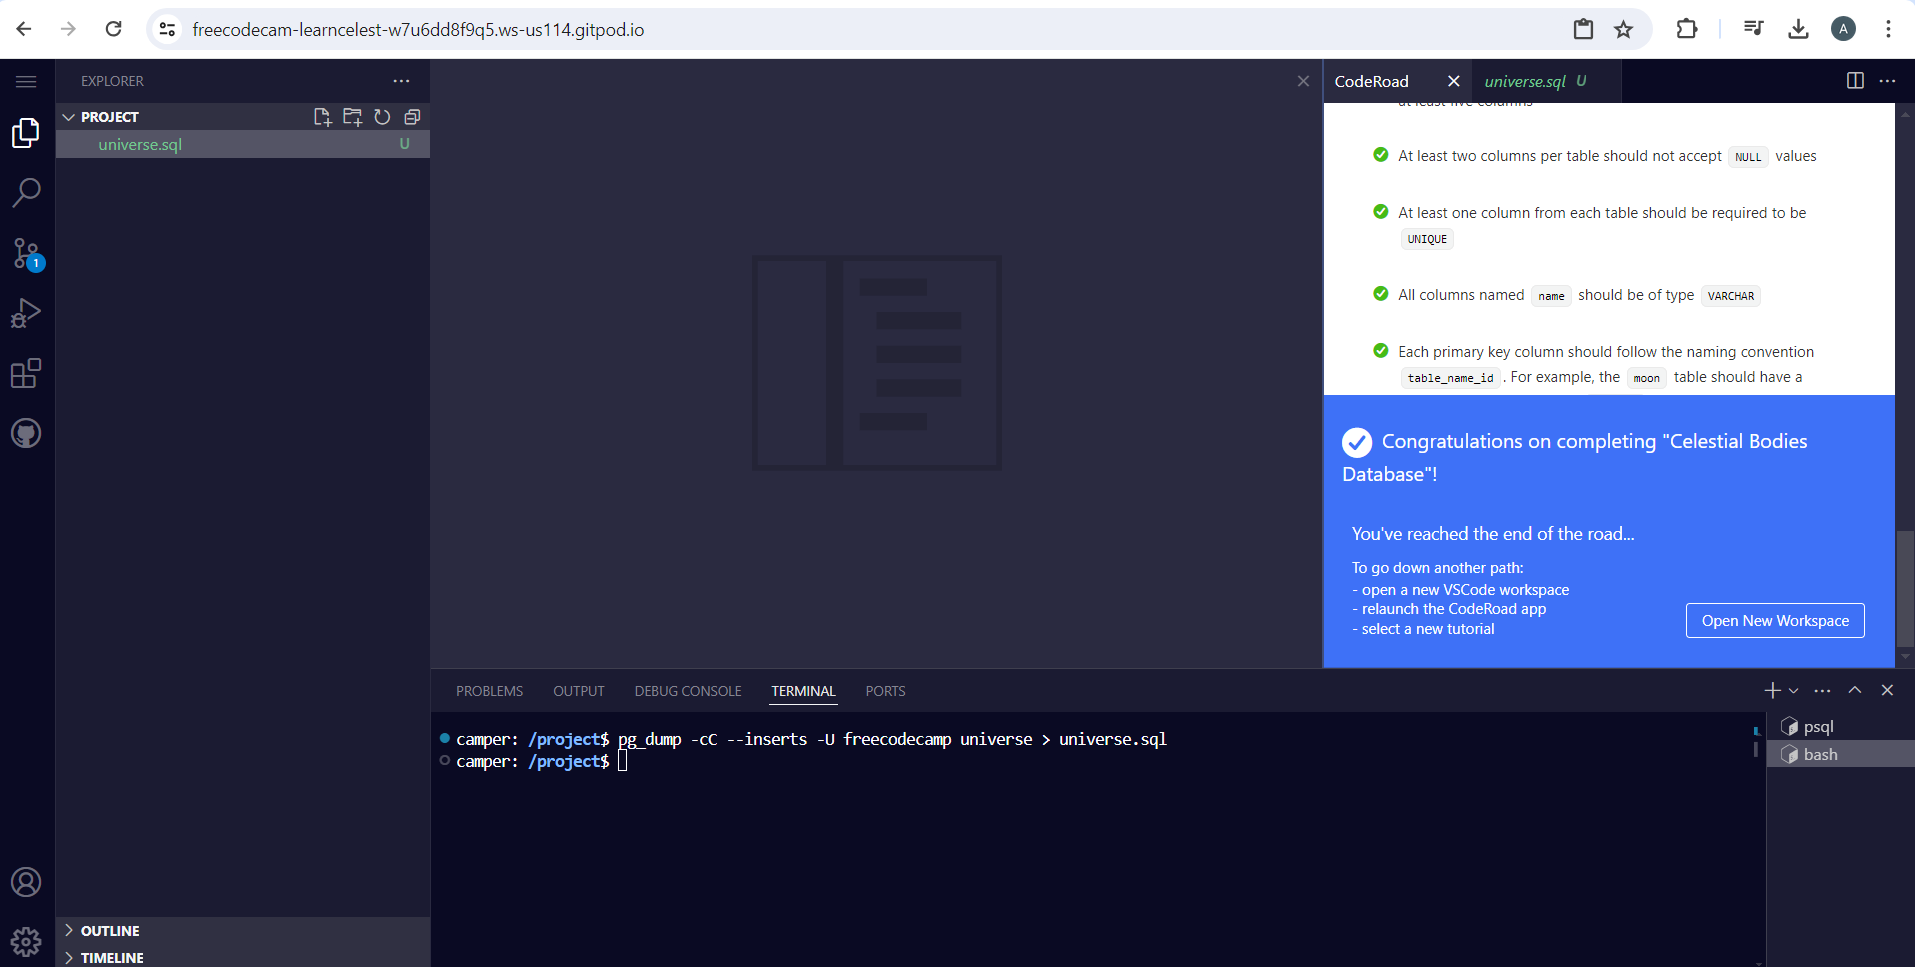 freecodecam-learncelest-w7u6dd8f9q5.ws-us114.gitpod.io
A
EXPLORER
PROJECT
universe.sql U
1
OUTLINE
TIMELINE
CodeRoad
universe.sql U
at least five columns
At least two columns per table should not accept NULL values
At least one column from each table should be required to be
UNIQUE
All columns named name should be of type VARCHAR
Each primary key column should follow the naming convention
table_name_id. For example, the moon table should have a
Congratulations on completing "Celestial Bodies
Database"!
You've reached the end of the road...
To go down another path:
- open a new VSCode workspace
- relaunch the CodeRoad app
- select a new tutorial
Open New Workspace
PROBLEMS OUTPUT DEBUG CONSOLE TERMINAL PORTS
camper: /project$ pg_dump -cC --inserts -U freecodecamp universe > universe.sql
camper: /project$
psql
bash